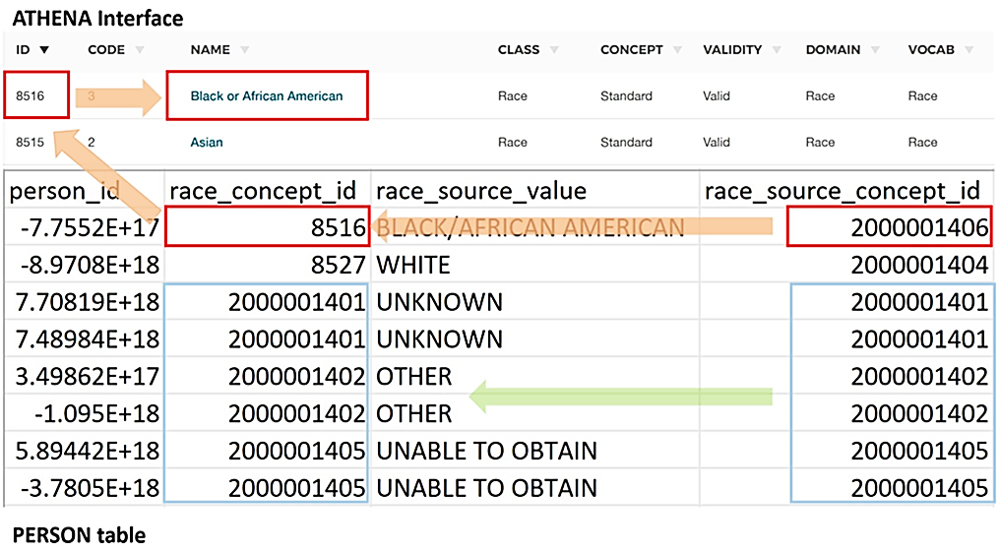 ATHENA Interface
ID ▼ CODE ▼ NAME ▼ CLASS ▼ CONCEPT ▼ VALIDITY ▼ DOMAIN ▼ VOCAB ▼
8516 3 Black or African American Race Standard Valid Race Race
8515 2 Asian Race Standard Valid Race Race
person_id race_concept_id race_source_value race_source_concept_id
-7.7552E+17 8516 BLACK/AFRICAN AMERICAN 2000001406
-8.9708E+18 8527 WHITE 2000001404
7.70819E+18 2000001401 UNKNOWN 2000001401
7.48984E+18 2000001401 UNKNOWN 2000001401
3.49862E+17 2000001402 OTHER 2000001402
-1.095E+18 2000001402 OTHER 2000001402
5.89442E+18 2000001405 UNABLE TO OBTAIN 2000001405
-3.7805E+18 2000001405 UNABLE TO OBTAIN 2000001405
PERSON table